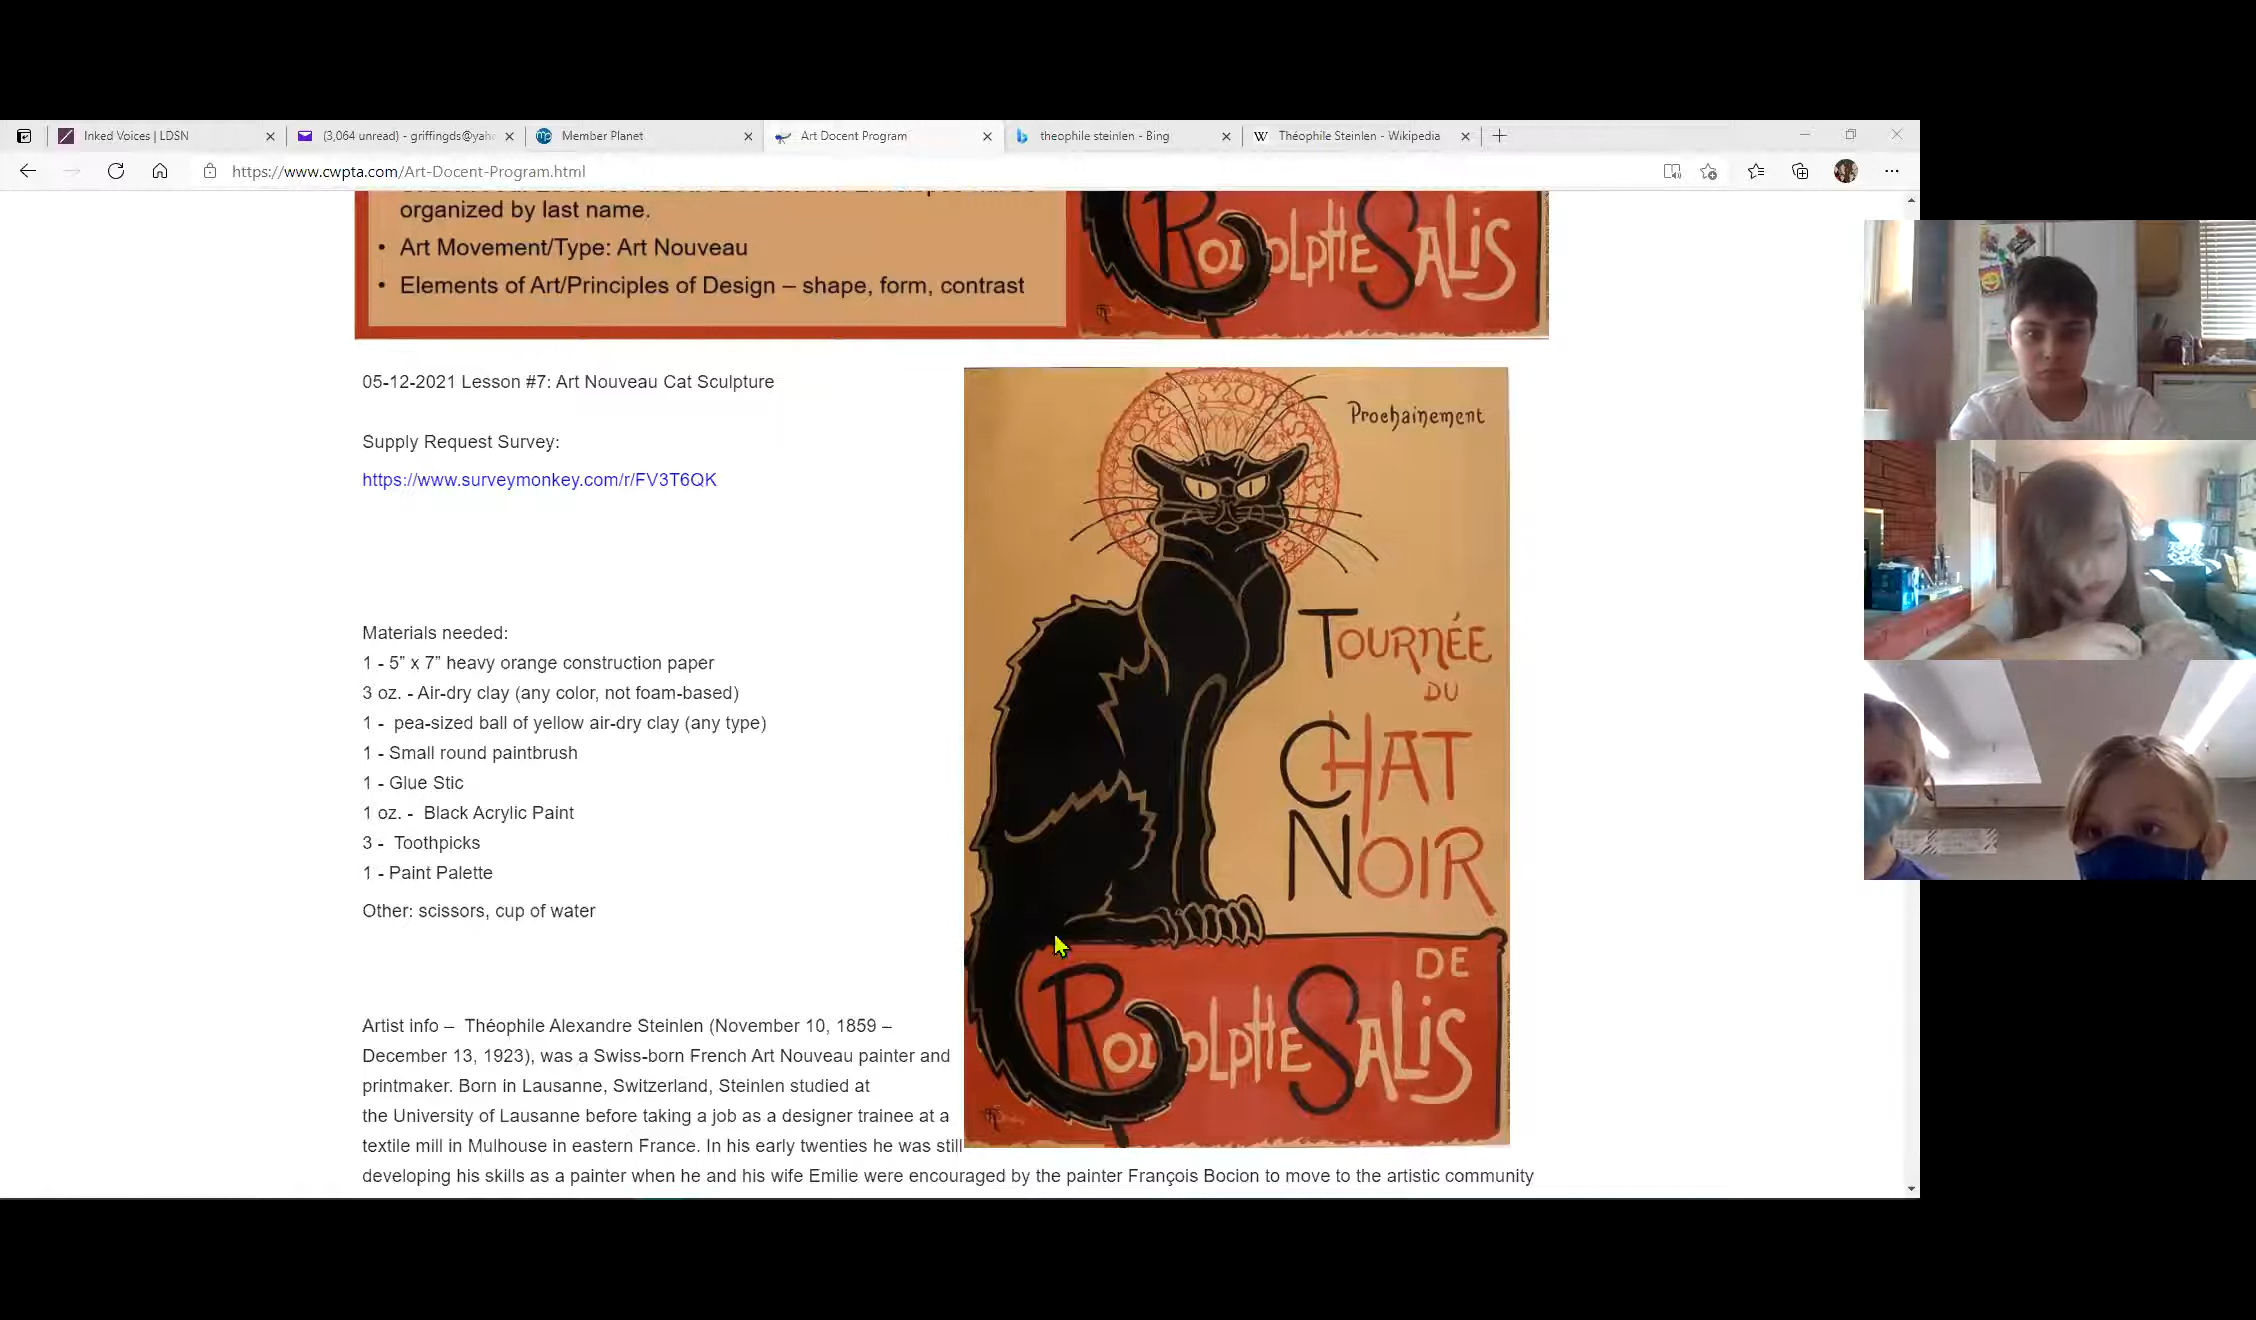 Inked Voices | LDSN
(3,064 unread) - griffingds@yah
Member Planet
Art Docent Program
theophile steinlen - Bing
Théophile Steinlen - Wikipedia
https://www.cwpta.com/Art-Docent-Program.html
organized by last name.
• Art Movement/Type: Art Nouveau
• Elements of Art/Principles of Design – shape, form, contrast
RODOLPHE SALIS
05-12-2021 Lesson #7: Art Nouveau Cat Sculpture
Supply Request Survey:
https://www.surveymonkey.com/r/FV3T6QK
Materials needed:
1 - 5” x 7” heavy orange construction paper
3 oz. - Air-dry clay (any color, not foam-based)
1 - pea-sized ball of yellow air-dry clay (any type)
1 - Small round paintbrush
1 - Glue Stic
1 oz. - Black Acrylic Paint
3 - Toothpicks
1 - Paint Palette
Other: scissors, cup of water
Prochainement
TOURNÉE
DU
CHAT
NOIR
DE
RODOLPHE SALIS
Artist info – Théophile Alexandre Steinlen (November 10, 1859 –
December 13, 1923), was a Swiss-born French Art Nouveau painter and
printmaker. Born in Lausanne, Switzerland, Steinlen studied at
the University of Lausanne before taking a job as a designer trainee at a
textile mill in Mulhouse in eastern France. In his early twenties he was still
developing his skills as a painter when he and his wife Emilie were encouraged by the painter François Bocion to move to the artistic community